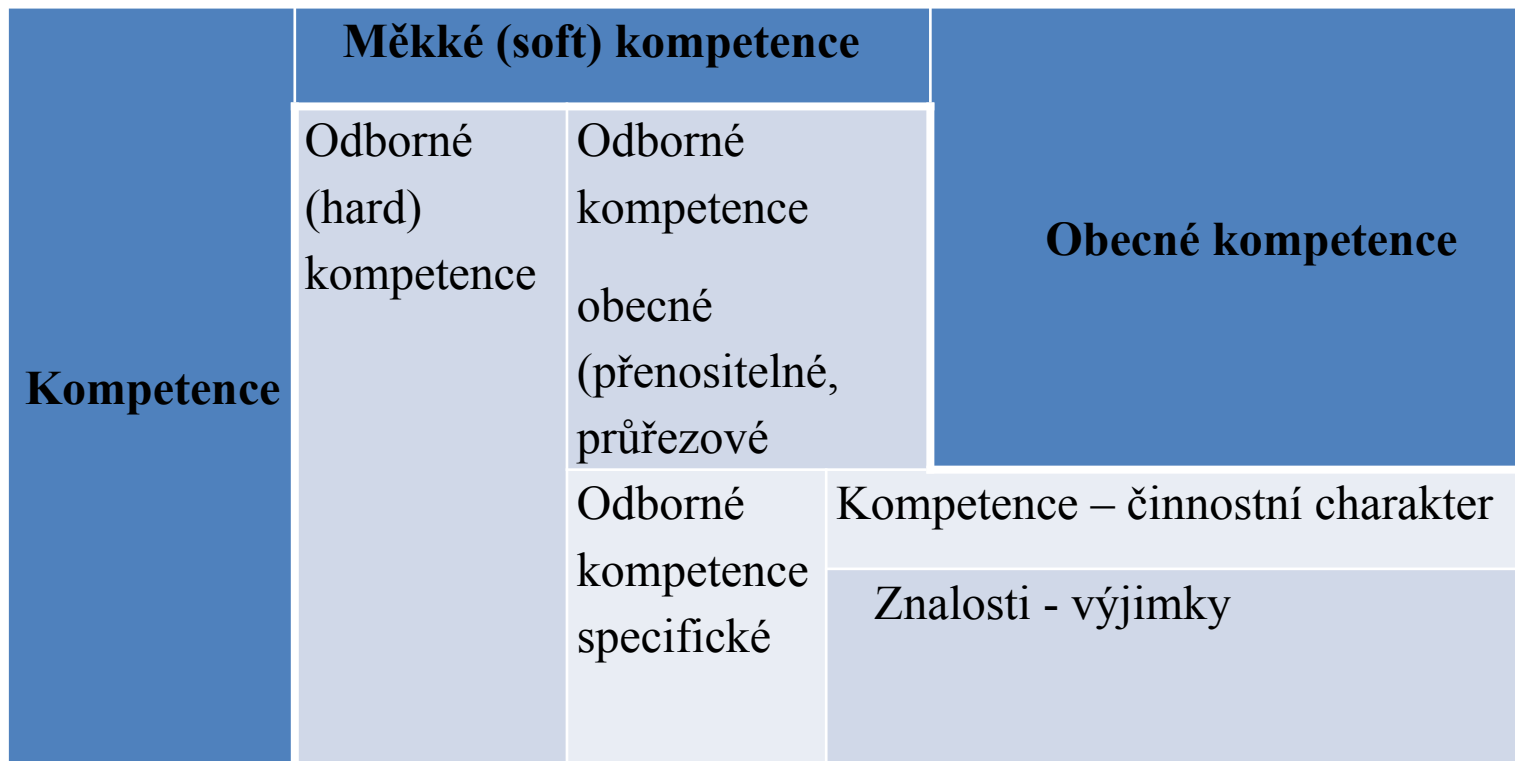 Měkké (soft) kompetence
Kompetence
Odborné
(hard)
kompetence
Odborné
kompetence
obecné
(přenositelné,
průřezové
Obecné kompetence
Odborné
kompetence
specifické
Kompetence – činnostní charakter
Znalosti - výjimky